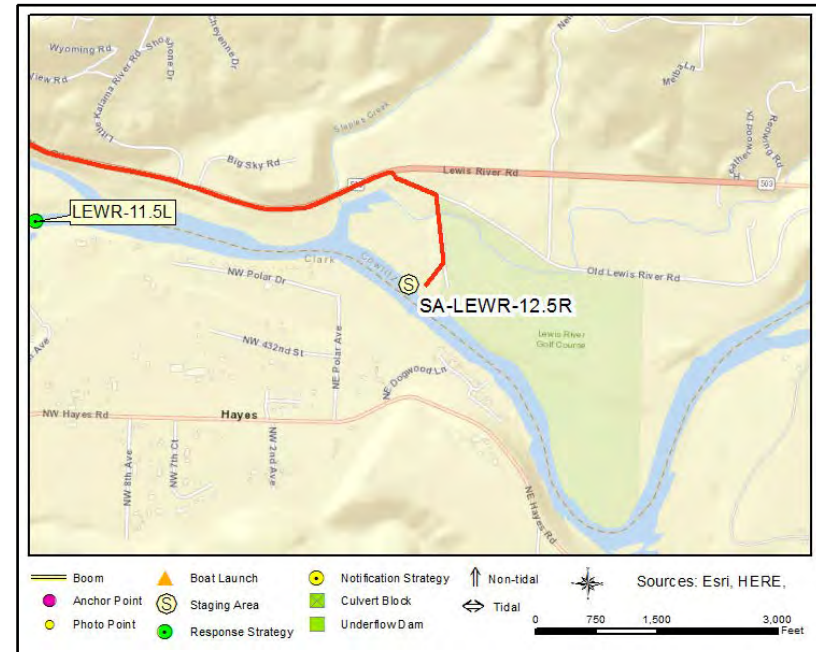 Wyoming Rd
Cheyenne Dr
View Rd
Little Kalama River Rd
Big Sky Rd
Staples Creek
Melba Ln
Redwing Rd
503
Lewis River Rd
503
LEWR-11.5L
Clark
Cowlitz
Old Lewis River Rd
NW Polar Dr
SA-LEWR-12.5R
S
Lewis River
Golf Course
NW 432nd St
NE Polar Ave
NE Dogwood Ln
NW Hayes Rd
Hayes
NW 8th Ave
NW 7th Ct
NW 2nd Ave
NE Hayes Rd
Boom
Boat Launch
Notification Strategy
Non-tidal
Sources: Esri, HERE,
Anchor Point
S Staging Area
Culvert Block
Tidal
Photo Point
Response Strategy
Underflow Dam
0 750 1,500 3,000
Feet